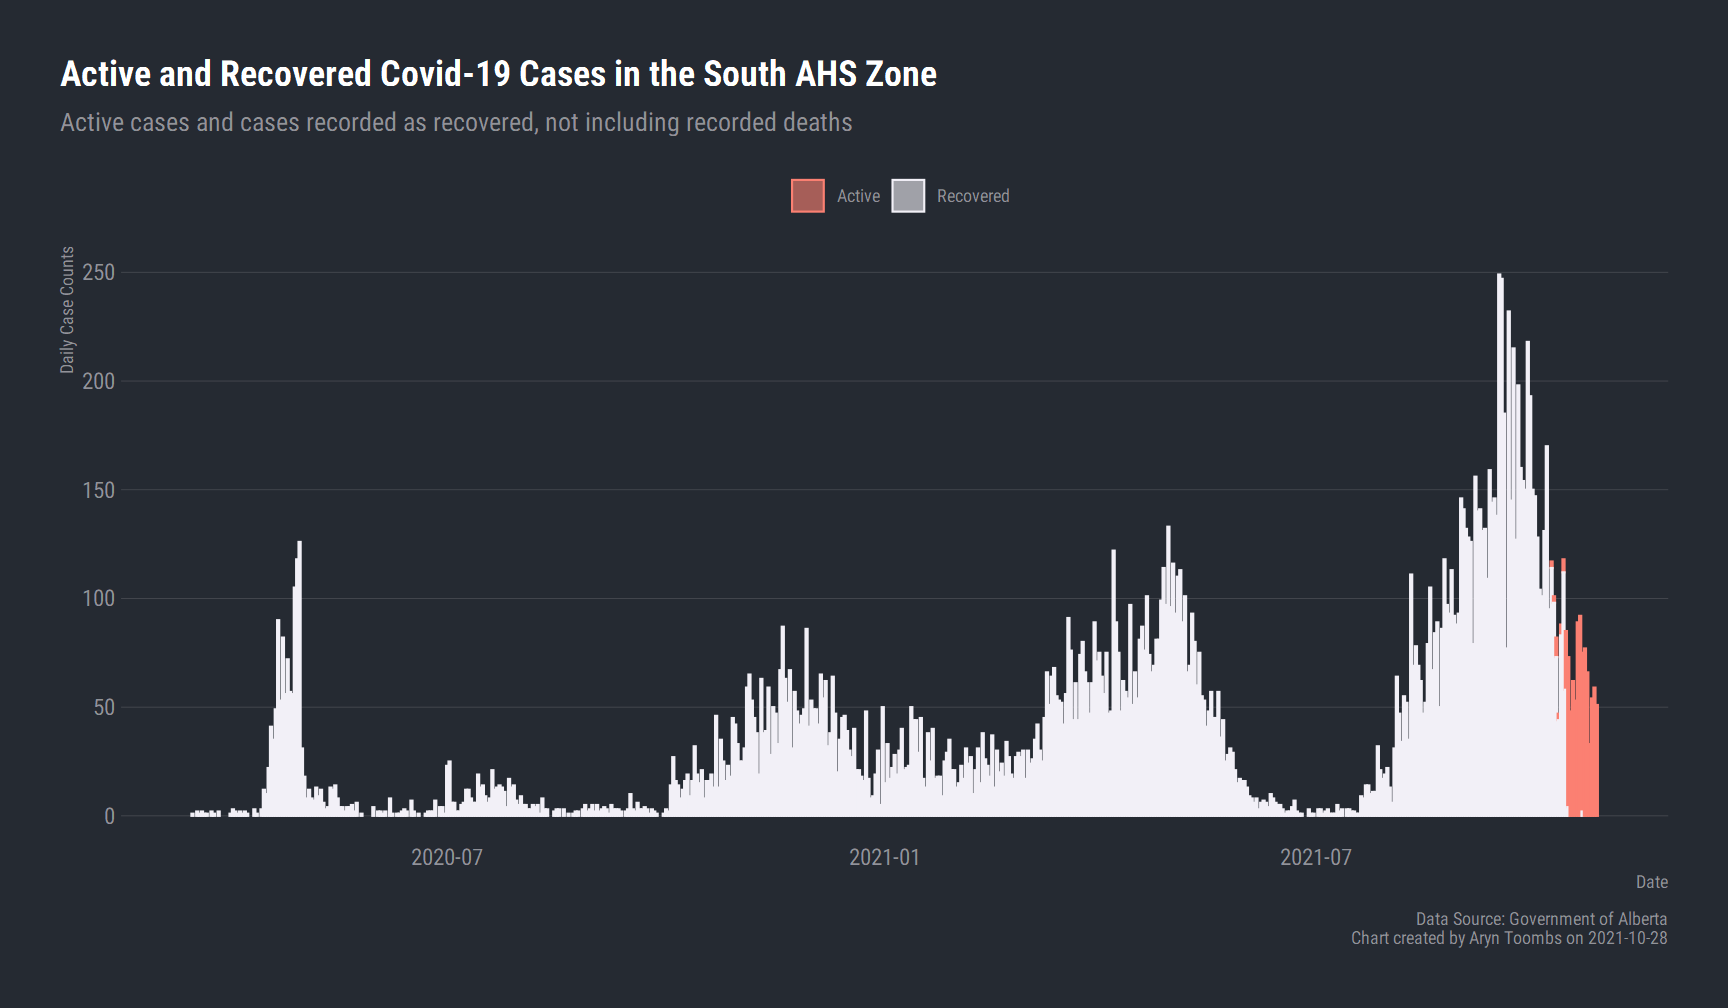 Active and Recovered Covid-19 Cases in the South AHS Zone
Active cases and cases recorded as recovered, not including recorded deaths
Active
Recovered
Daily Case Counts
250
200
150
100
50
0
2020-07
2021-01
2021-07
Date
Data Source: Government of Alberta
Chart created by Aryn Toombs on 2021-10-28